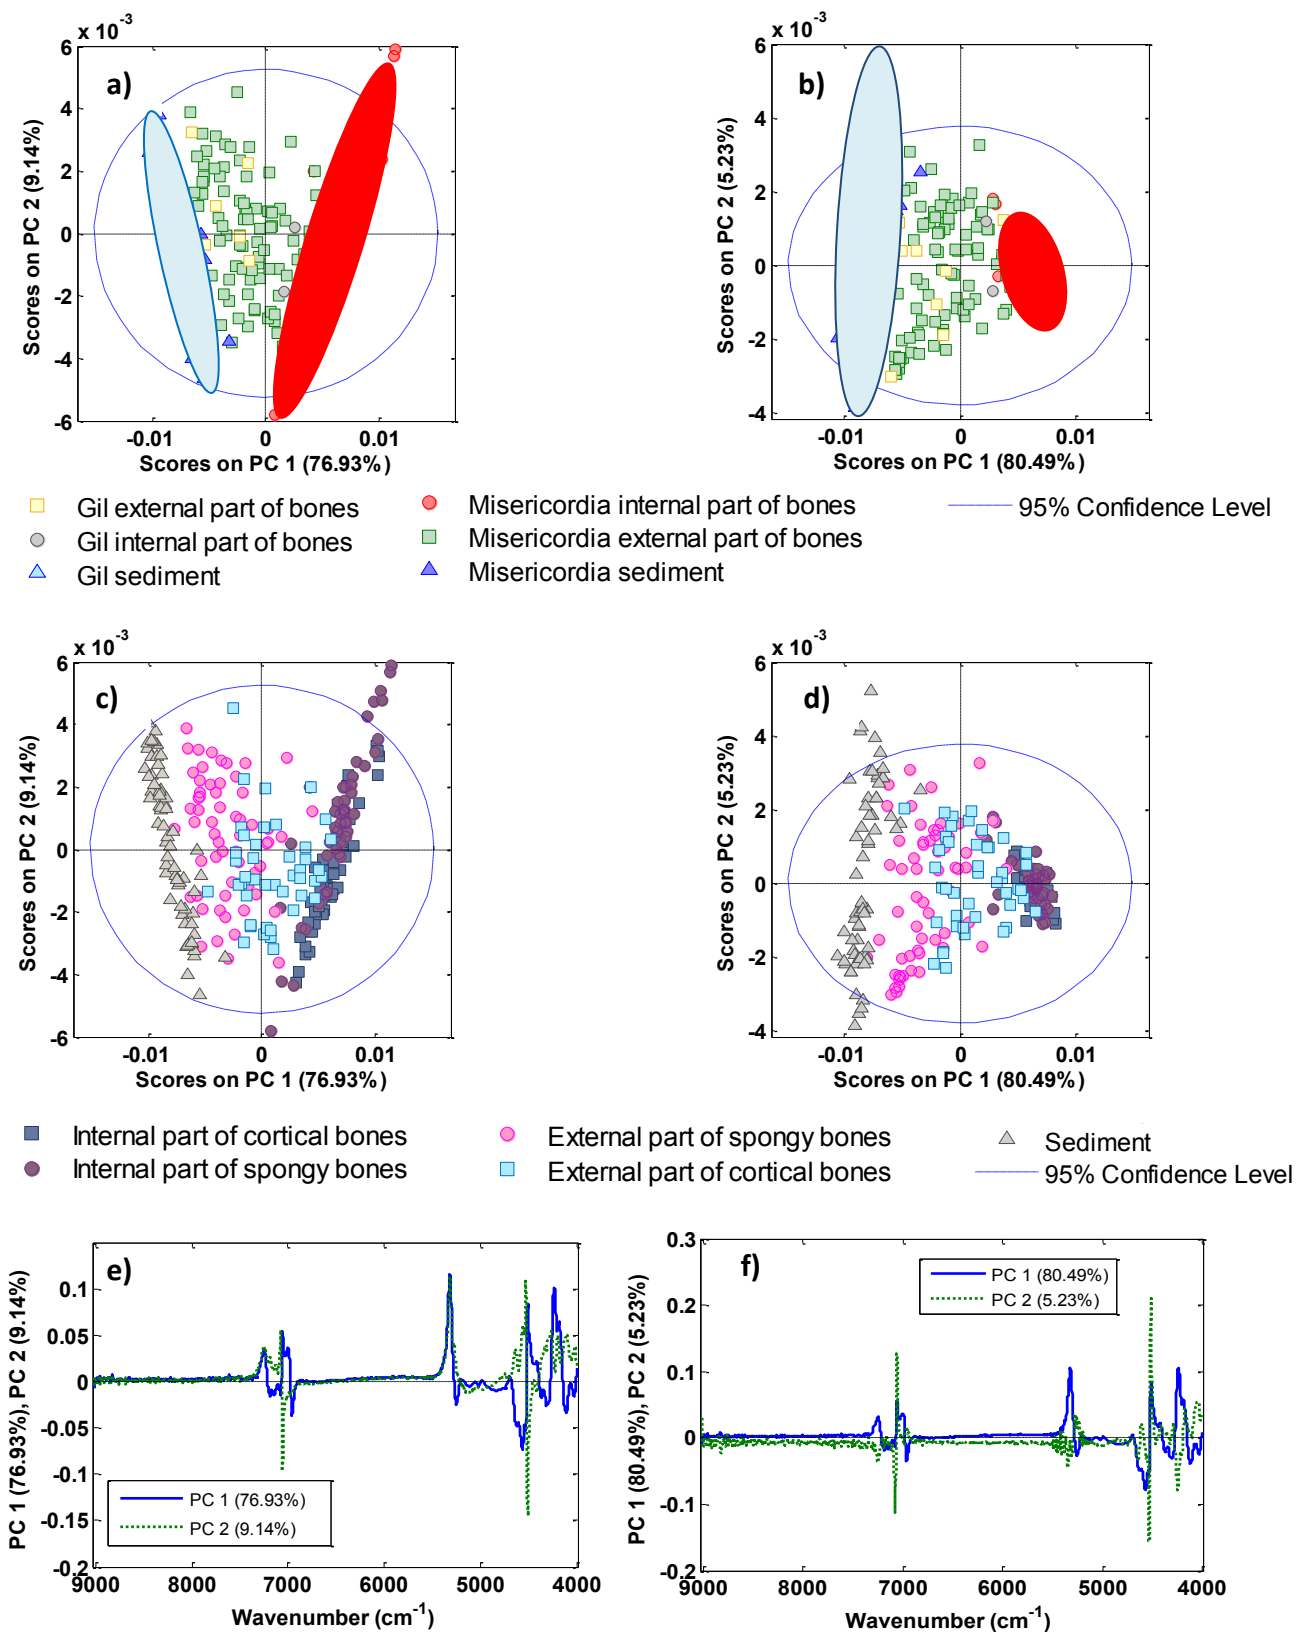 x 10⁻³
6
4
2
0
-2
-4
-6
a)
Scores on PC 2 (9.14%)
-0.01
0
0.01
Scores on PC 1 (76.93%)
x 10⁻³
6
4
2
0
-2
-4
b)
Scores on PC 2 (5.23%)
-0.01
0
0.01
Scores on PC 1 (80.49%)
Gil external part of bones
Gil internal part of bones
Gil sediment
Misericordia internal part of bones
Misericordia external part of bones
Misericordia sediment
95% Confidence Level
x 10⁻³
6
4
2
0
-2
-4
-6
c)
Scores on PC 2 (9.14%)
-0.01
0
0.01
Scores on PC 1 (76.93%)
x 10⁻³
6
4
2
0
-2
-4
d)
Scores on PC 2 (5.23%)
-0.01
0
0.01
Scores on PC 1 (80.49%)
Internal part of cortical bones
Internal part of spongy bones
External part of spongy bones
External part of cortical bones
Sediment
95% Confidence Level
e)
PC 1 (76.93%), PC 2 (9.14%)
0.1
0.05
0
-0.05
-0.1
-0.15
-0.2
PC 1 (76.93%)
PC 2 (9.14%)
9000
8000
7000
6000
5000
4000
Wavenumber (cm⁻¹)
f)
PC 1 (80.49%), PC 2 (5.23%)
0.3
0.2
0.1
0
-0.1
-0.2
PC 1 (80.49%)
PC 2 (5.23%)
9000
8000
7000
6000
5000
4000
Wavenumber (cm⁻¹)